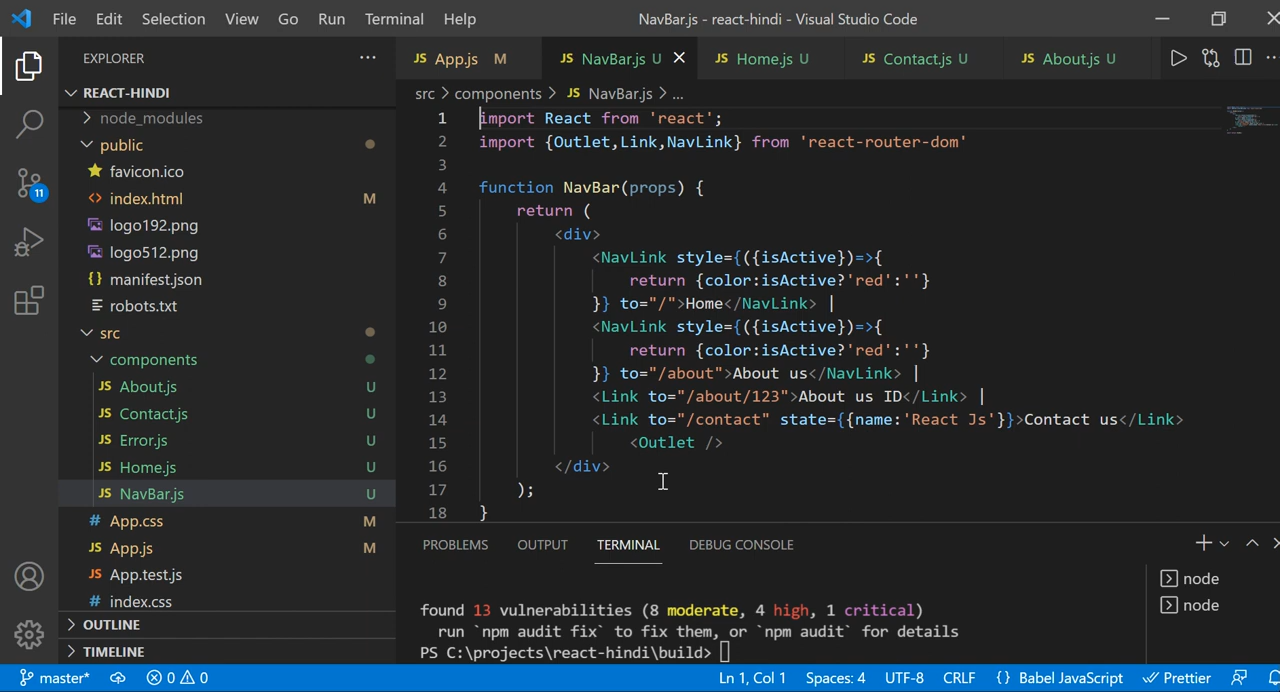 File Edit Selection View Go Run Terminal Help NavBar.js - react-hindi - Visual Studio Code
EXPLORER ···
JS App.js M JS NavBar.js U JS Home.js U JS Contact.js U JS About.js U
REACT-HINDI
node_modules
public
favicon.ico
<> index.html M
logo192.png
logo512.png
{} manifest.json
robots.txt
src
components
JS About.js U
JS Contact.js U
JS Error.js U
JS Home.js U
JS NavBar.js U
# App.css M
JS App.js M
JS App.test.js
# index.css
OUTLINE
TIMELINE
11
src > components > JS NavBar.js > ...
1 import React from 'react';
2 import {Outlet,Link,NavLink} from 'react-router-dom'
3
4 function NavBar(props) {
5 return (
6 <div>
7 <NavLink style={({isActive})=>{
8 return {color:isActive?'red':''}
9 }} to="/">Home</NavLink> |
10 <NavLink style={({isActive})=>{
11 return {color:isActive?'red':''}
12 }} to="/about">About us</NavLink> |
13 <Link to="/about/123">About us ID</Link> |
14 <Link to="/contact" state={{name:'React Js'}}>Contact us</Link>
15 <Outlet />
16 </div>
17 );
18 }
PROBLEMS OUTPUT TERMINAL DEBUG CONSOLE
found 13 vulnerabilities (8 moderate, 4 high, 1 critical)
run `npm audit fix` to fix them, or `npm audit` for details
PS C:\projects\react-hindi\build>
node
node
master* 0 0 Ln 1, Col 1 Spaces: 4 UTF-8 CRLF {} Babel JavaScript Prettier